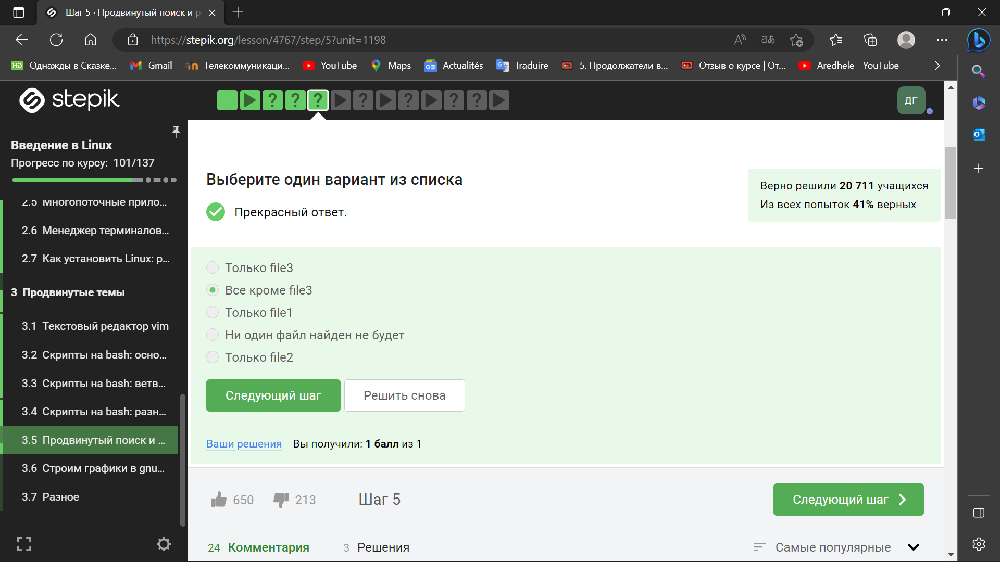 Шаг 5 · Продвинутый поиск и р
https://stepik.org/lesson/4767/step/5?unit=1198
Однажды в Сказке...
Gmail
Телекоммуникаци...
YouTube
Maps
Actualités
Traduire
5. Продолжатели в...
Отзыв о курсе | От...
Aredhele - YouTube
stepik
ДГ
Введение в Linux
Прогресс по курсу: 101/137
2.5 Многопоточные прило...
2.6 Менеджер терминалов...
2.7 Как установить Linux: р...
3 Продвинутые темы
3.1 Текстовый редактор vim
3.2 Скрипты на bash: осно...
3.3 Скрипты на bash: ветв...
3.4 Скрипты на bash: разн...
3.5 Продвинутый поиск и ...
3.6 Строим графики в gnu...
3.7 Разное
Выберите один вариант из списка
Прекрасный ответ.
Верно решили 20 711 учащихся
Из всех попыток 41% верных
Только file3
Все кроме file3
Только file1
Ни один файл найден не будет
Только file2
Следующий шаг
Решить снова
Ваши решения Вы получили: 1 балл из 1
650
213
Шаг 5
Следующий шаг
24 Комментария
3 Решения
Самые популярные